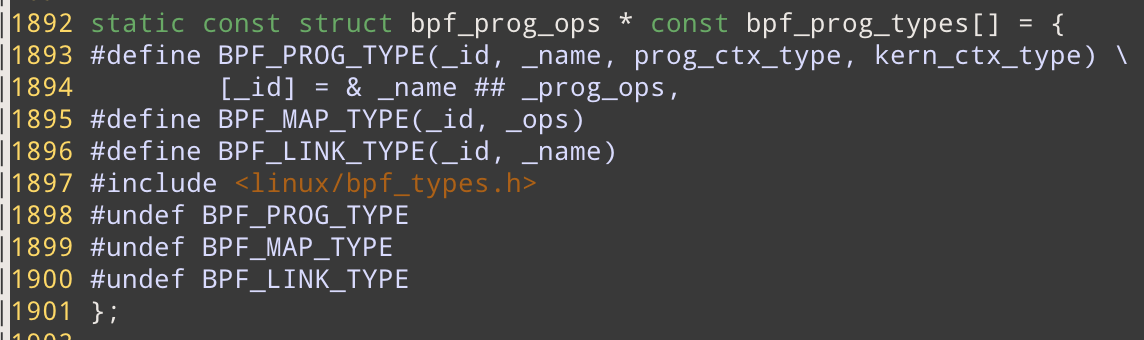 1892 static const struct bpf_prog_ops * const bpf_prog_types[] = {
1893 #define BPF_PROG_TYPE(_id, _name, prog_ctx_type, kern_ctx_type) \
1894         [_id] = & _name ## _prog_ops,
1895 #define BPF_MAP_TYPE(_id, _ops)
1896 #define BPF_LINK_TYPE(_id, _name)
1897 #include <linux/bpf_types.h>
1898 #undef BPF_PROG_TYPE
1899 #undef BPF_MAP_TYPE
1900 #undef BPF_LINK_TYPE
1901 };